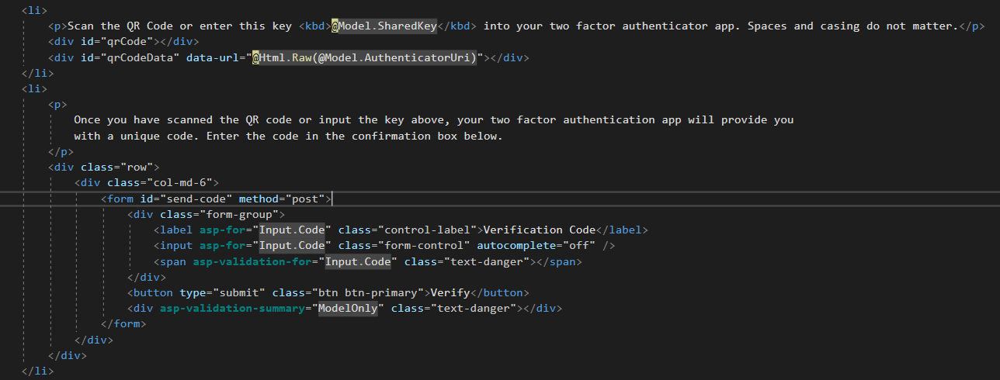 <li>
<p>Scan the QR Code or enter this key <kbd>@Model.SharedKey</kbd> into your two factor authenticator app. Spaces and casing do not matter.</p>
<div id="qrCode"></div>
<div id="qrCodeData" data-url="@Html.Raw(@Model.AuthenticatorUri)"></div>
</li>
<li>
<p>
Once you have scanned the QR code or input the key above, your two factor authentication app will provide you
with a unique code. Enter the code in the confirmation box below.
</p>
<div class="row">
<div class="col-md-6">
<form id="send-code" method="post">
<div class="form-group">
<label asp-for="Input.Code" class="control-label">Verification Code</label>
<input asp-for="Input.Code" class="form-control" autocomplete="off" />
<span asp-validation-for="Input.Code" class="text-danger"></span>
</div>
<button type="submit" class="btn btn-primary">Verify</button>
<div asp-validation-summary="ModelOnly" class="text-danger"></div>
</form>
</div>
</div>
</li>